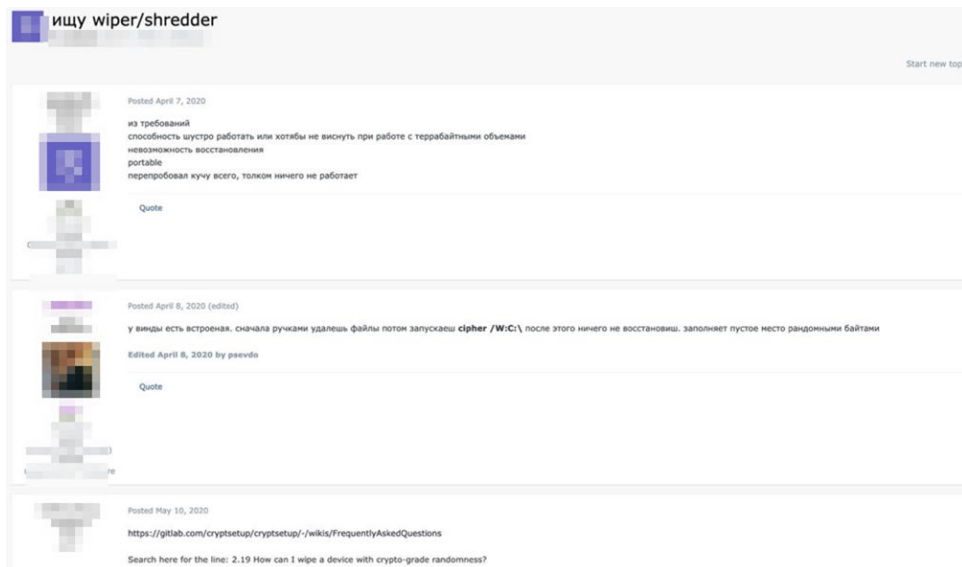 ищу wiper/shredder
Start new top
Posted April 7, 2020
из требований
способность шустро работать или хотябы не виснуть при работе с террабайтными объемами
невозможность восстановления
portable
перепробовал кучу всего, толком ничего не работает
Quote
Posted April 8, 2020 (edited)
у винды есть встроеная. сначала ручками удалешь файлы потом запускаеш cipher /W:C:\ после этого ничего не восстановиш. заполняет пустое место рандомными байтами
Edited April 8, 2020 by paevdo
Quote
Posted May 10, 2020
https://gitlab.com/cryptsetup/cryptsetup/-/wikis/FrequentlyAskedQuestions
Search here for the line: 2.19 How can I wipe a device with crypto-grade randomness?